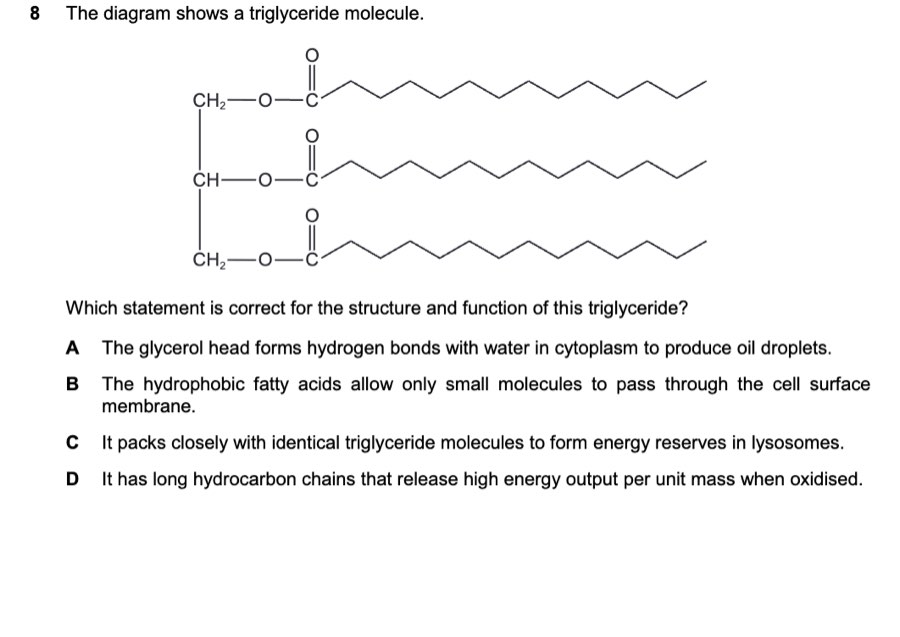 8 The diagram shows a triglyceride molecule.
O
CH₂—O—C
O
CH—O—C
O
CH₂—O—C
Which statement is correct for the structure and function of this triglyceride?
A The glycerol head forms hydrogen bonds with water in cytoplasm to produce oil droplets.
B The hydrophobic fatty acids allow only small molecules to pass through the cell surface
membrane.
C It packs closely with identical triglyceride molecules to form energy reserves in lysosomes.
D It has long hydrocarbon chains that release high energy output per unit mass when oxidised.